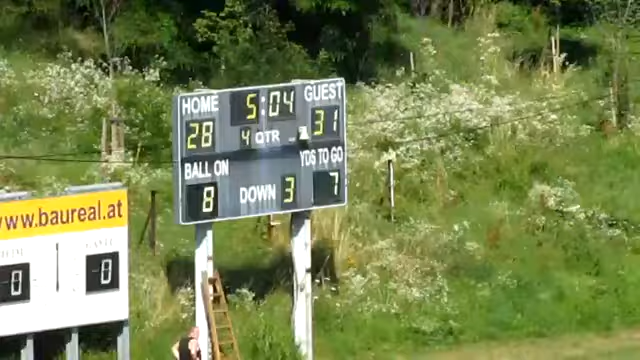 HOME 5:04 GUEST
28 4 QTR 31
BALL ON YDS TO GO
8 DOWN 3 7
www.baureal.at
0 0